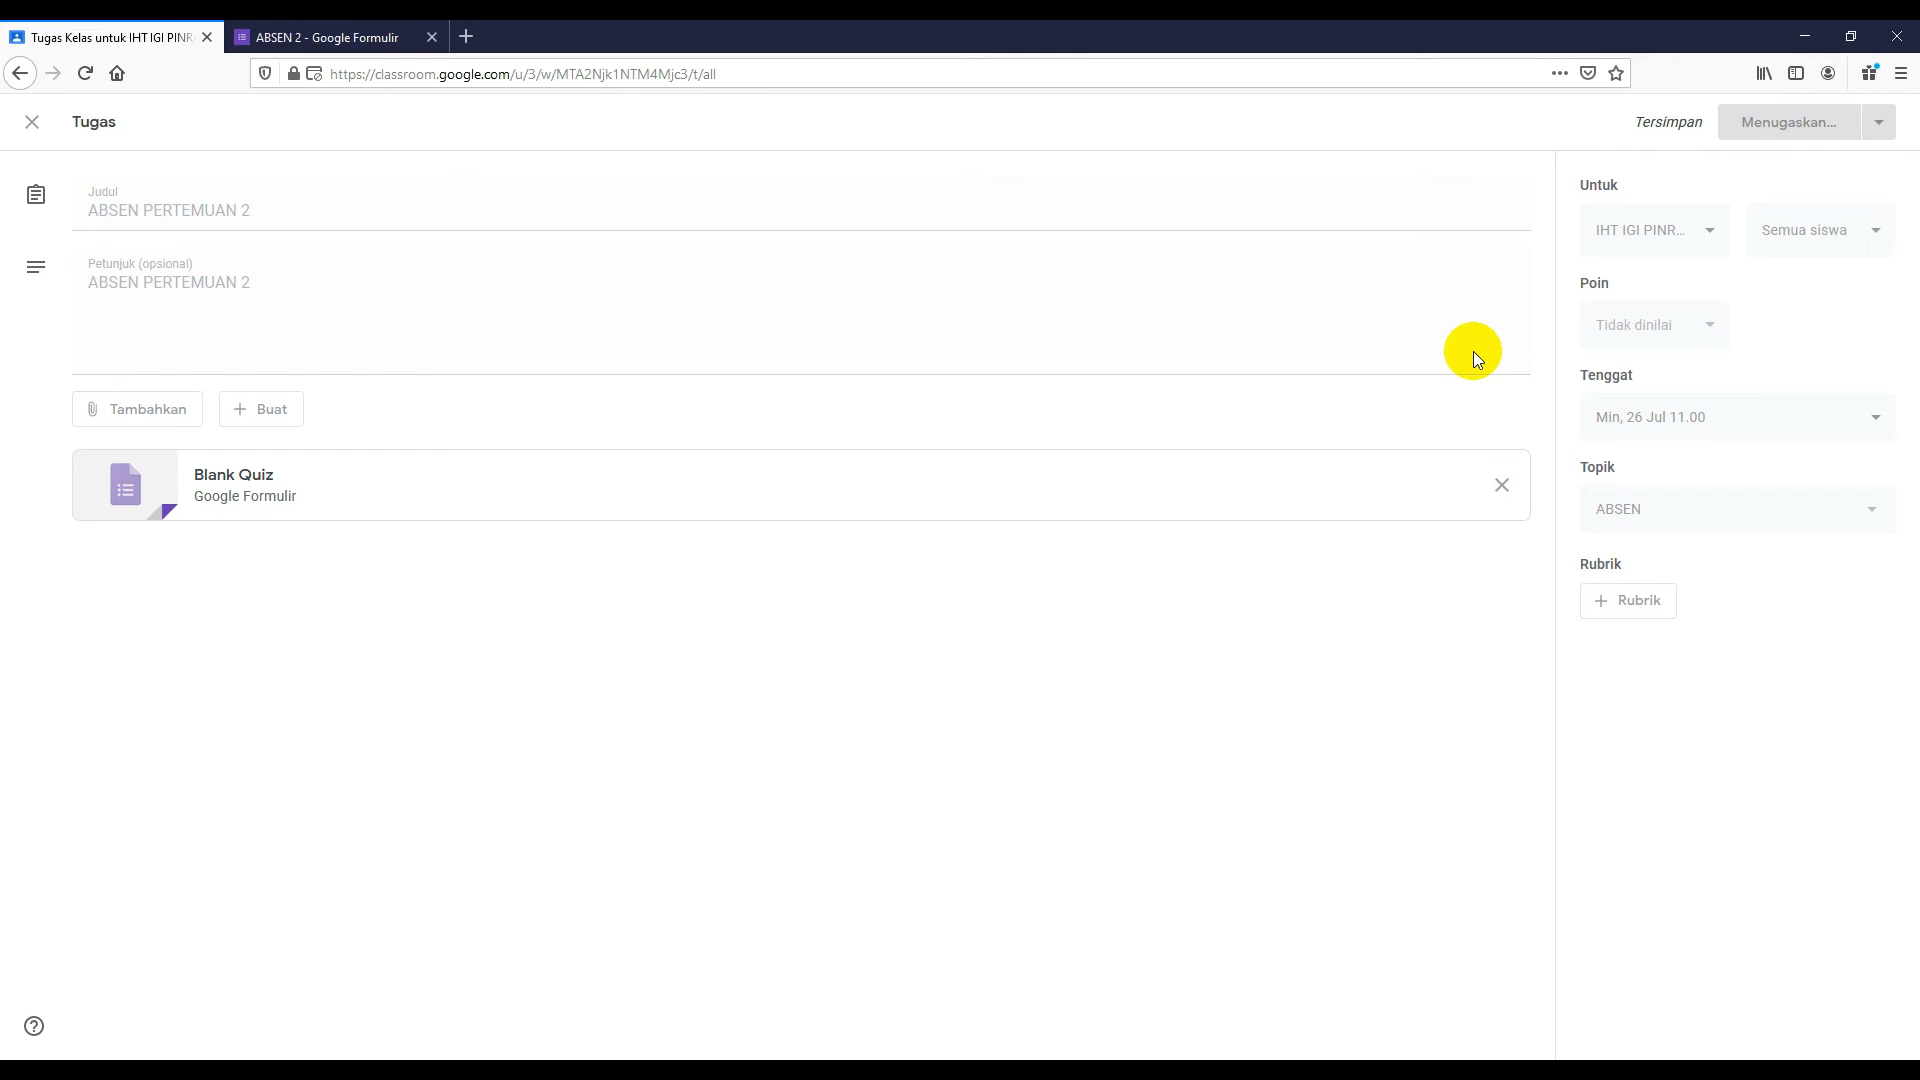 Tugas Kelas untuk IHT IGI PINR
ABSEN 2 - Google Formulir
https://classroom.google.com/u/3/w/MTA2Njk1NTM4Mjc3/t/all
Tugas
Tersimpan
Menugaskan...
Judul
ABSEN PERTEMUAN 2
Petunjuk (opsional)
ABSEN PERTEMUAN 2
Tambahkan
Buat
Blank Quiz
Google Formulir
Untuk
IHT IGI PINR...
Semua siswa
Poin
Tidak dinilai
Tenggat
Min, 26 Jul 11.00
Topik
ABSEN
Rubrik
Rubrik